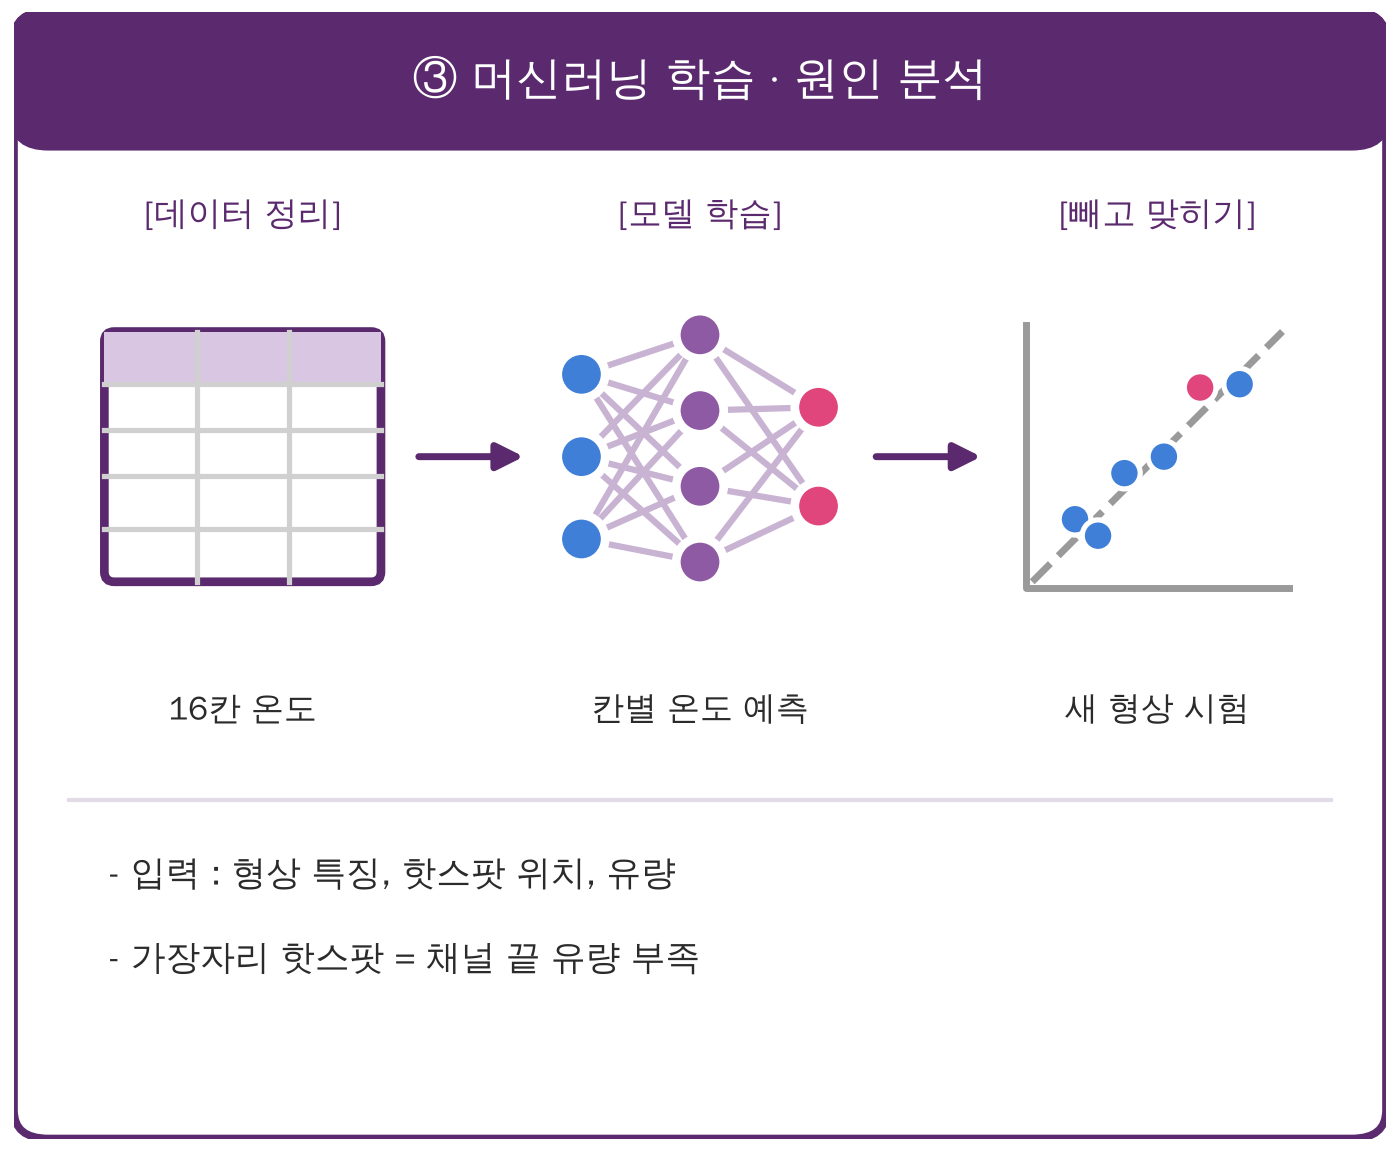 ③ 머신러닝 학습 · 원인 분석
[데이터 정리]
[모델 학습]
[빼고 맞히기]
16칸 온도
칸별 온도 예측
새 형상 시험
- 입력 : 형상 특징, 핫스팟 위치, 유량
- 가장자리 핫스팟 = 채널 끝 유량 부족